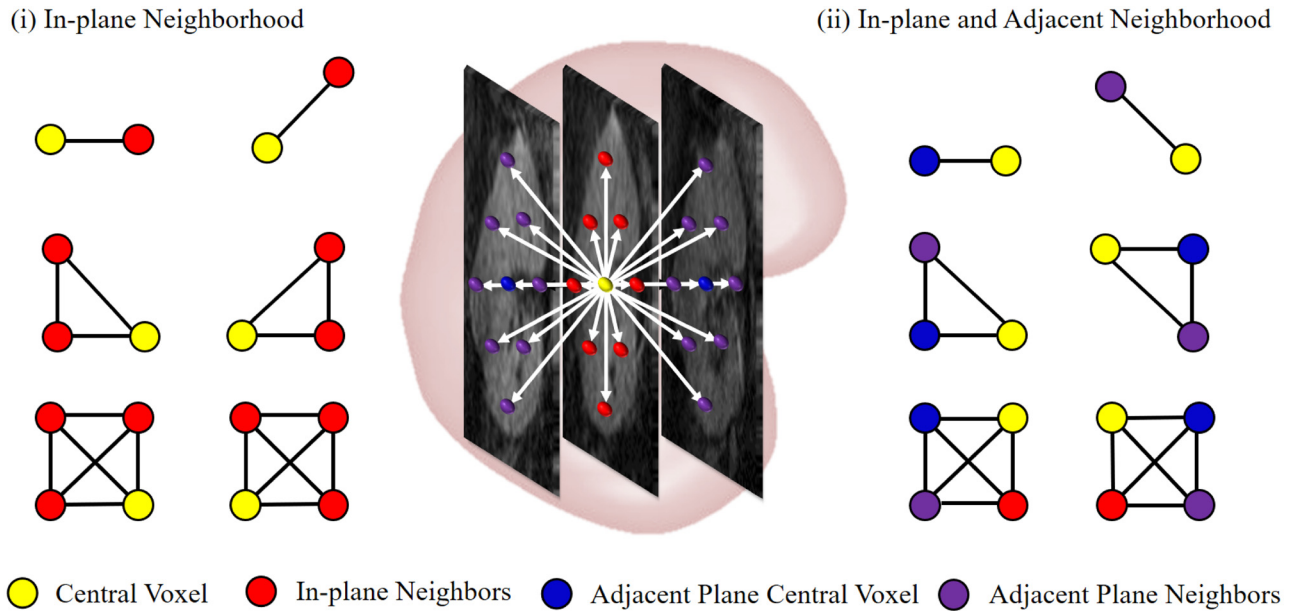 (i) In-plane Neighborhood
(ii) In-plane and Adjacent Neighborhood
Central Voxel
In-plane Neighbors
Adjacent Plane Central Voxel
Adjacent Plane Neighbors